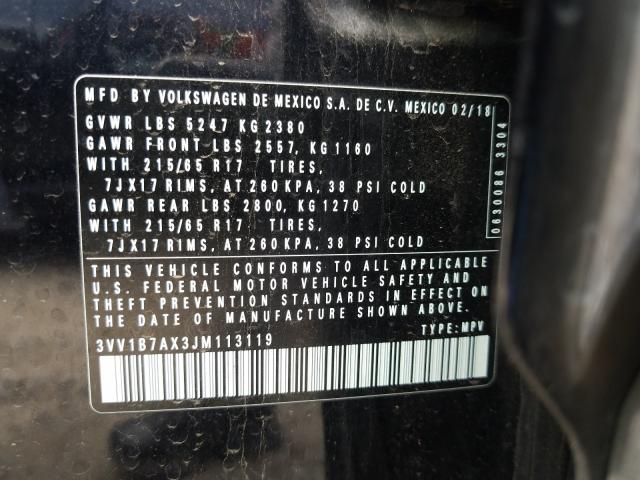 MFD BY VOLKSWAGEN DE MEXICO S.A. DE C.V. MEXICO 02/18
GVWR LBS 5247 KG 2380
GAWR FRONT LBS 2557, KG 1160
WITH 215/65 R17 TIRES,
7JX17 RIMS, AT 260 KPA, 38 PSI COLD
GAWR REAR LBS 2800, KG 1270
WITH 215/65 R17 TIRES,
7JX17 RIMS, AT 260 KPA, 38 PSI COLD
0630086 3304
THIS VEHICLE CONFORMS TO ALL APPLICABLE
U.S. FEDERAL MOTOR VEHICLE SAFETY AND
THEFT PREVENTION STANDARDS IN EFFECT ON
THE DATE OF MANUFACTURE SHOWN ABOVE.
3VV1B7AX3JM113119 TYPE: MPV